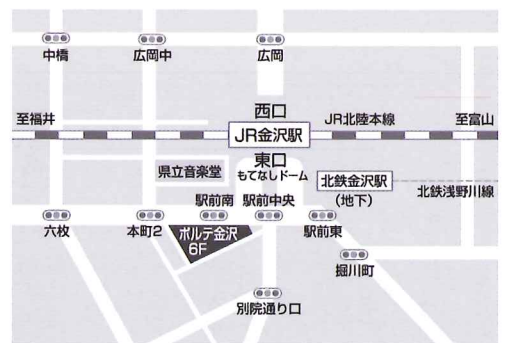 中橋
広岡中
広岡
至福井
西口
JR北陸本線
至富山
JR金沢駅
東口
もてなしドーム
県立音楽堂
北鉄金沢駅
(地下)
北鉄浅野川線
駅前南
駅前中央
六枚
本町2
ポルテ金沢
6F
駅前東
掘川町
別院通り口